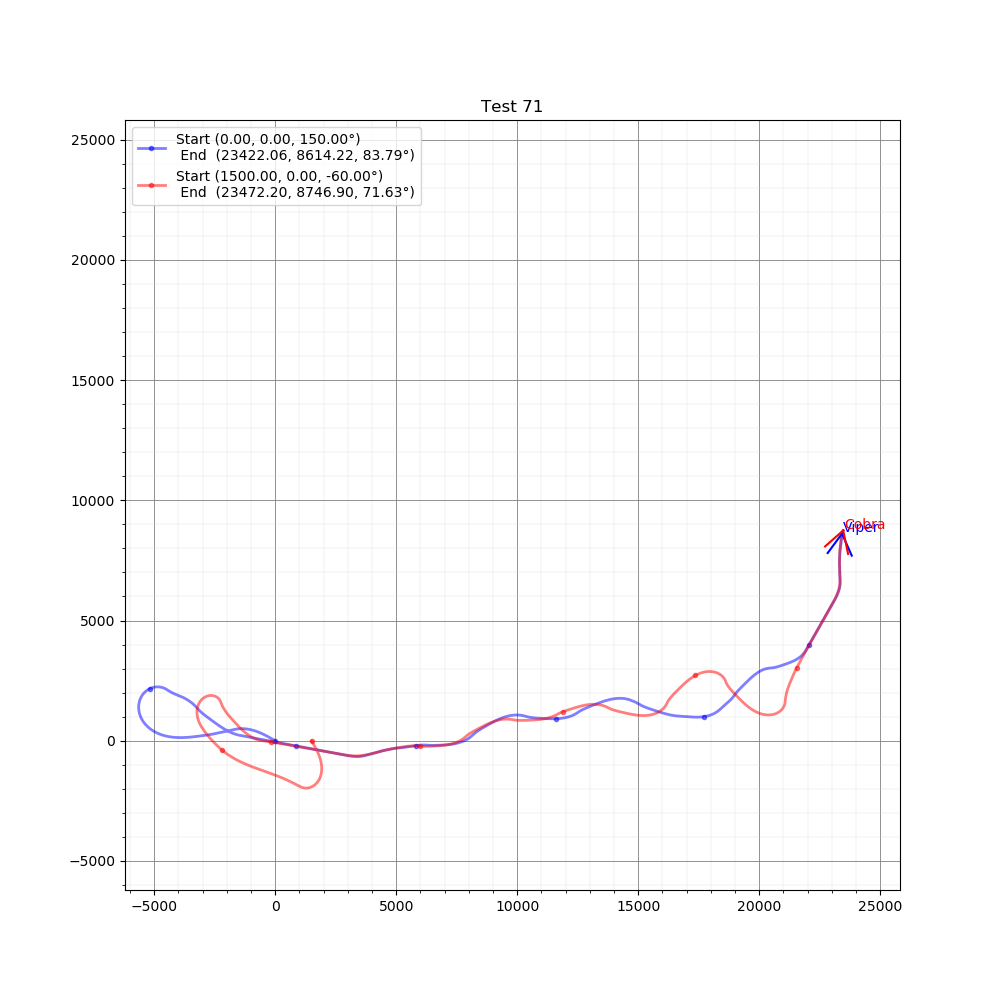 Test 71
Start (0.00, 0.00, 150.00°)
End (23422.06, 8614.22, 83.79°)
Start (1500.00, 0.00, -60.00°)
End (23472.20, 8746.90, 71.63°)
25000
20000
15000
10000
5000
0
−5000
Cobra
Viper
−5000 0 5000 10000 15000 20000 25000